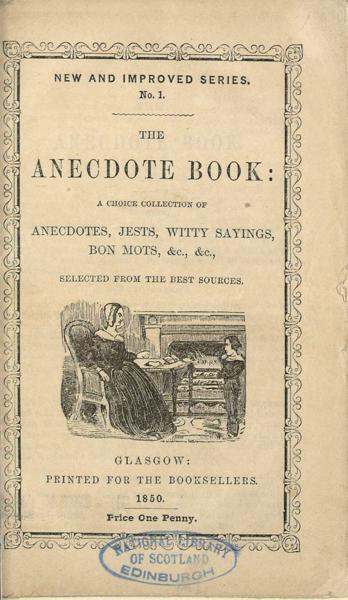 NEW AND IMPROVED SERIES.
No. 1.
THE
ANECDOTE BOOK:
A CHOICE COLLECTION OF
ANECDOTES, JESTS, WITTY SAYINGS,
BON MOTS, &c., &c.,
SELECTED FROM THE BEST SOURCES.
GLASGOW:
PRINTED FOR THE BOOKSELLERS.
1850.
Price One Penny.
NATIONAL LIBRARY
OF SCOTLAND
EDINBURGH